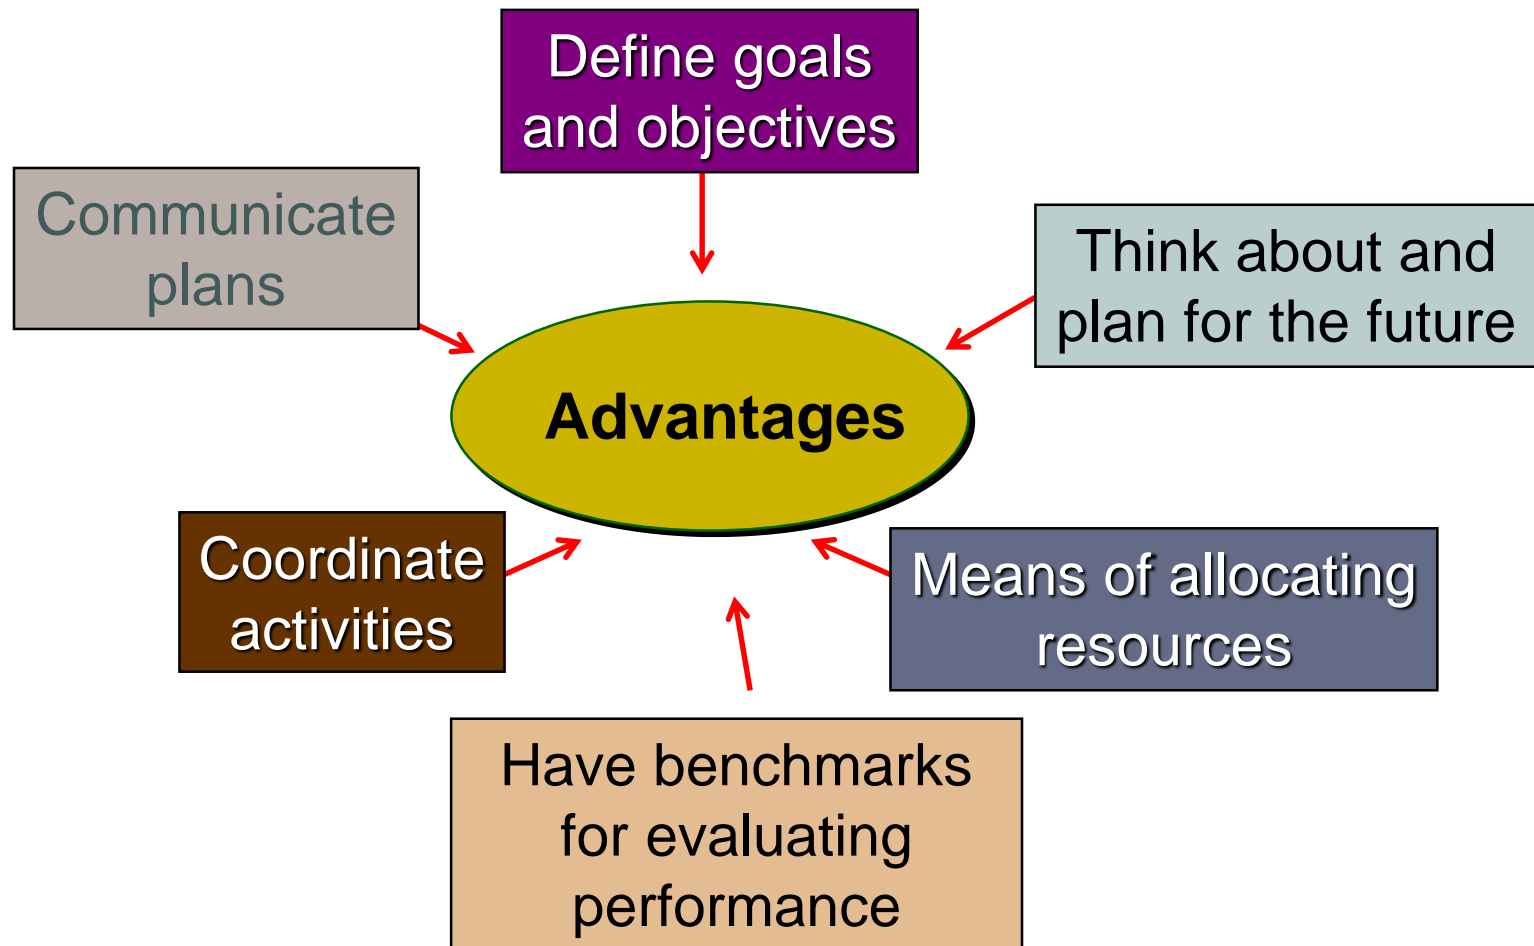 Define goals
and objectives
Communicate
plans
Think about and
plan for the future
Advantages
Coordinate
activities
Means of allocating
resources
Have benchmarks
for evaluating
performance